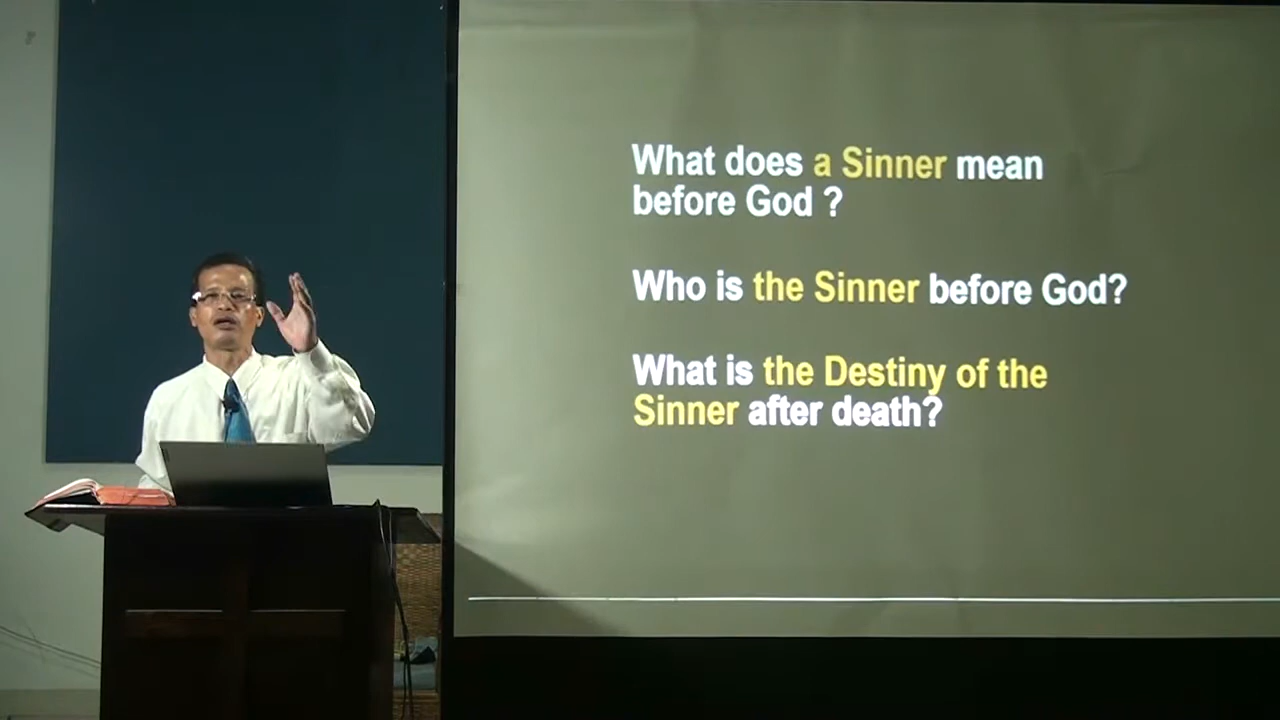 What does a Sinner mean
before God ?
Who is the Sinner before God?
What is the Destiny of the
Sinner after death?